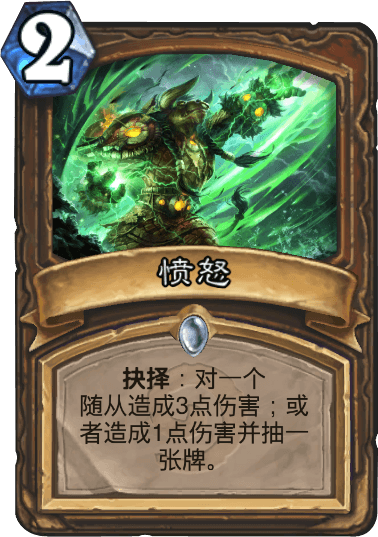 2
愤怒
抉择：对一个
随从造成3点伤害；或
者造成1点伤害并抽一
张牌。